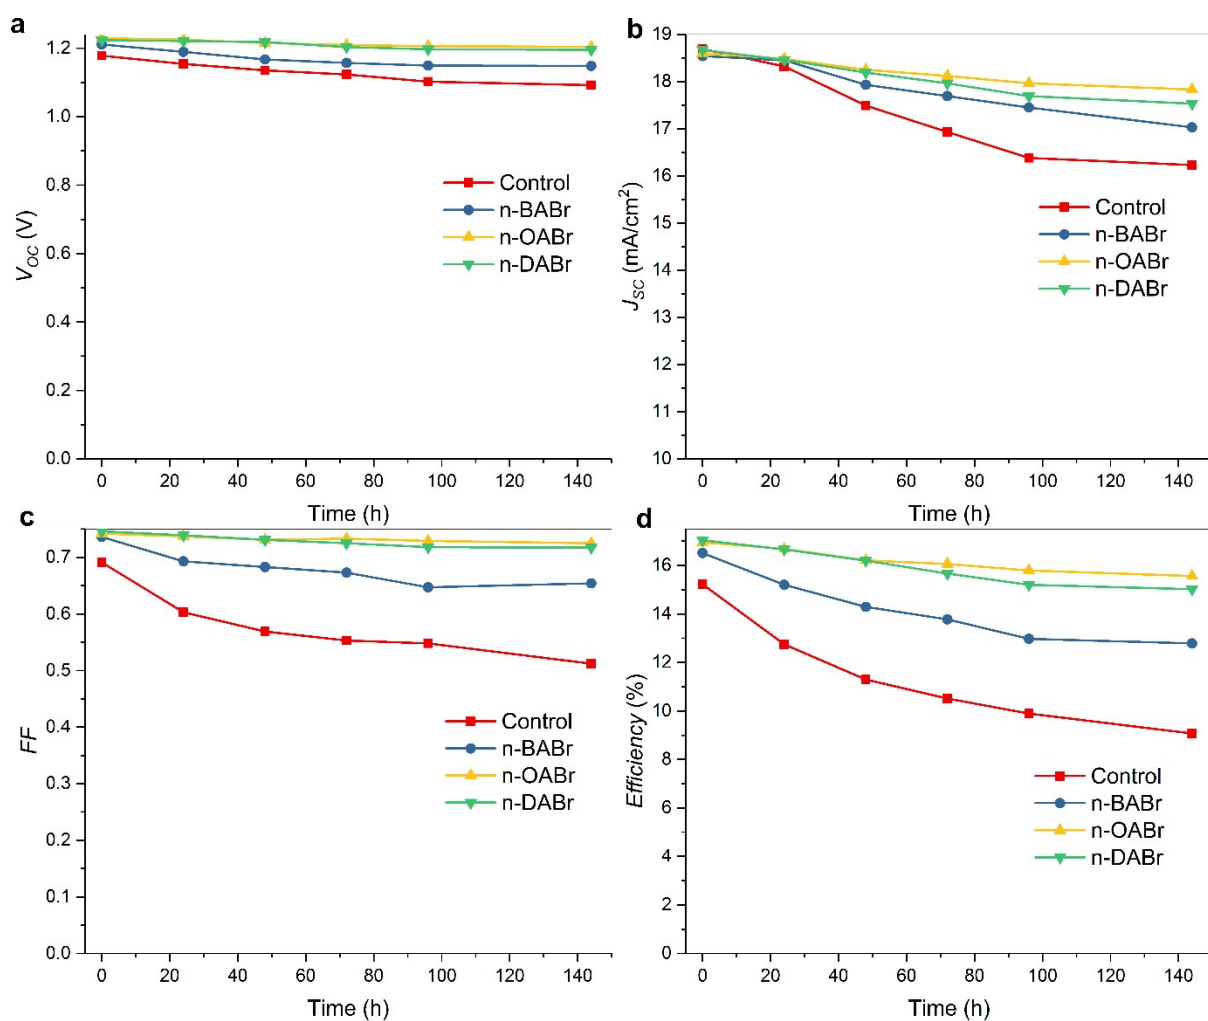 a
1.2
1.0
0.8
0.6
0.4
0.2
0.0
V_OC (V)
Control
n-BABr
n-OABr
n-DABr
0 20 40 60 80 100 120 140
Time (h)
b
19
18
17
16
15
14
13
12
11
10
J_SC (mA/cm²)
Control
n-BABr
n-OABr
n-DABr
0 20 40 60 80 100 120 140
Time (h)
c
0.7
0.6
0.5
0.4
0.3
0.2
0.1
0.0
FF
Control
n-BABr
n-OABr
n-DABr
0 20 40 60 80 100 120 140
Time (h)
d
16
14
12
10
8
6
4
2
0
Efficiency (%)
Control
n-BABr
n-OABr
n-DABr
0 20 40 60 80 100 120 140
Time (h)